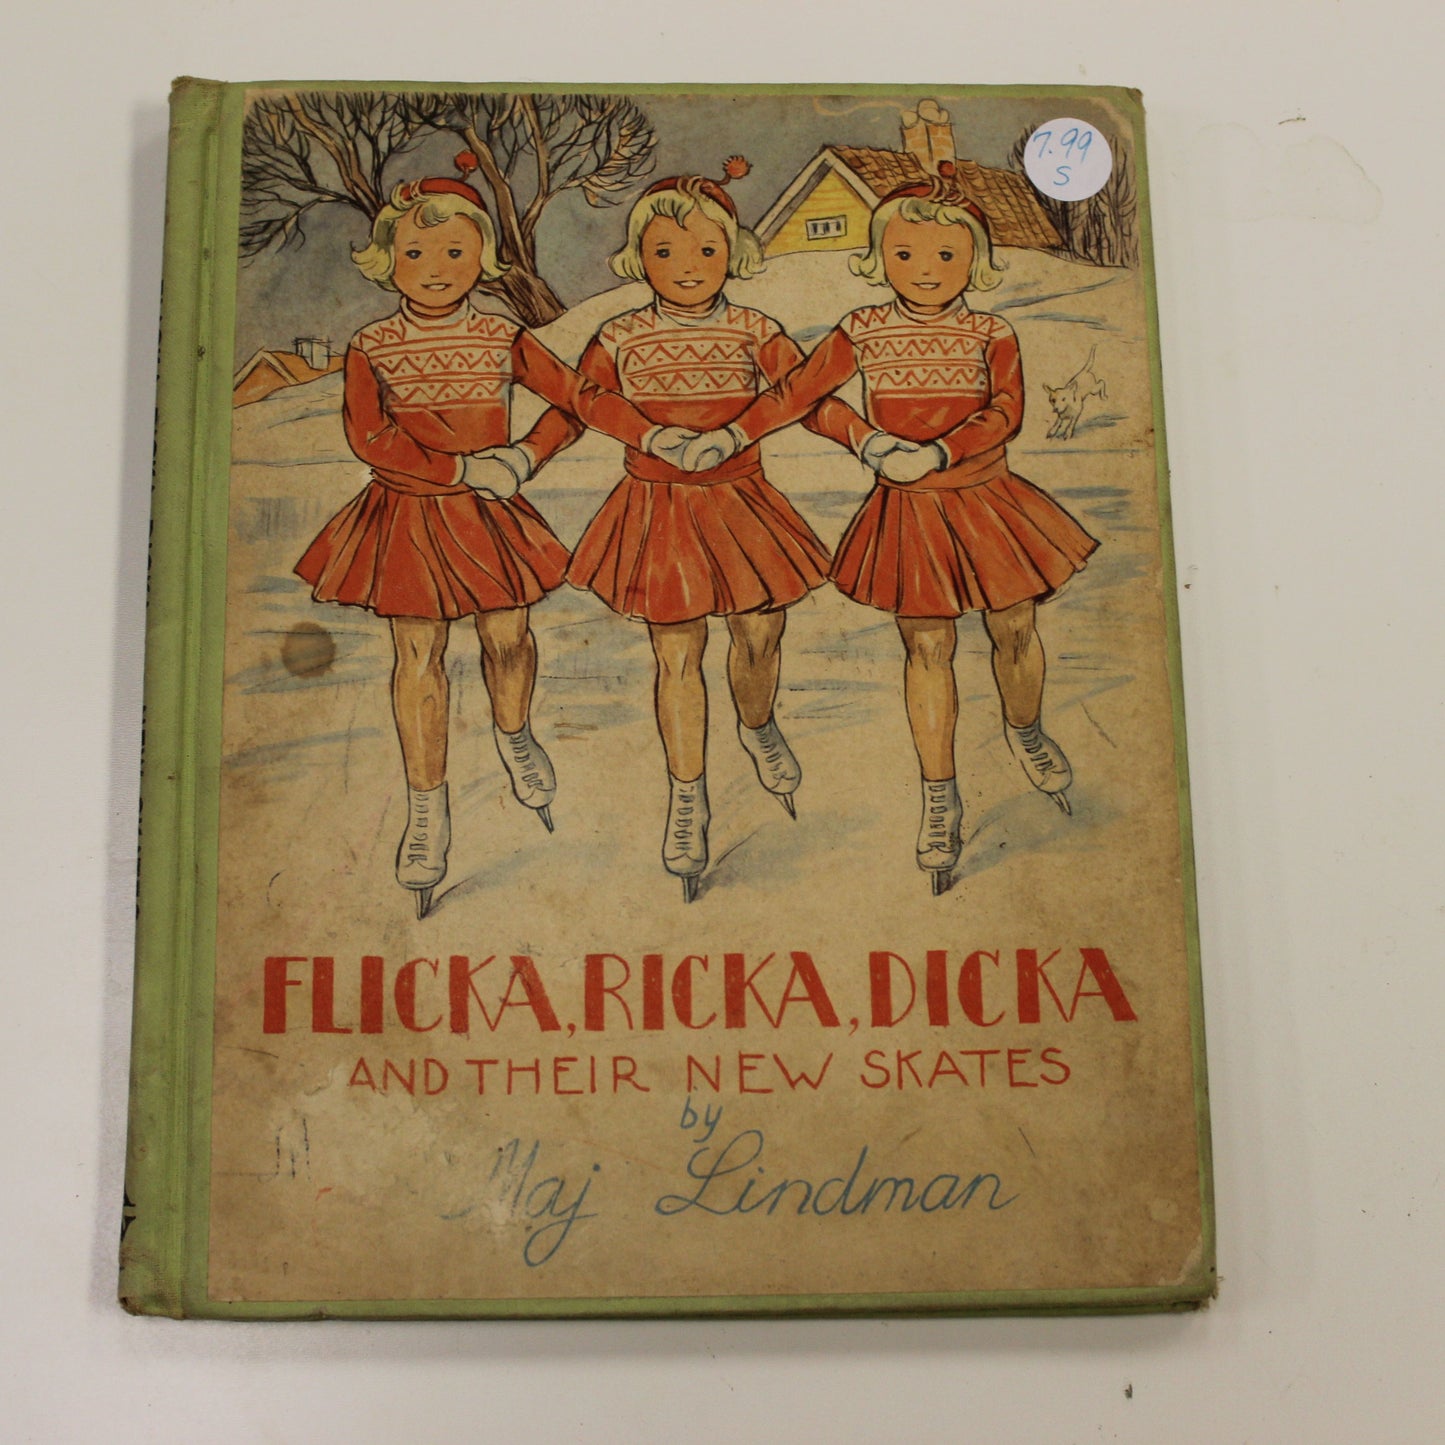 7.99
S
FLICKA, RICKA, DICKA
AND THEIR NEW SKATES
by
Maj Lindman